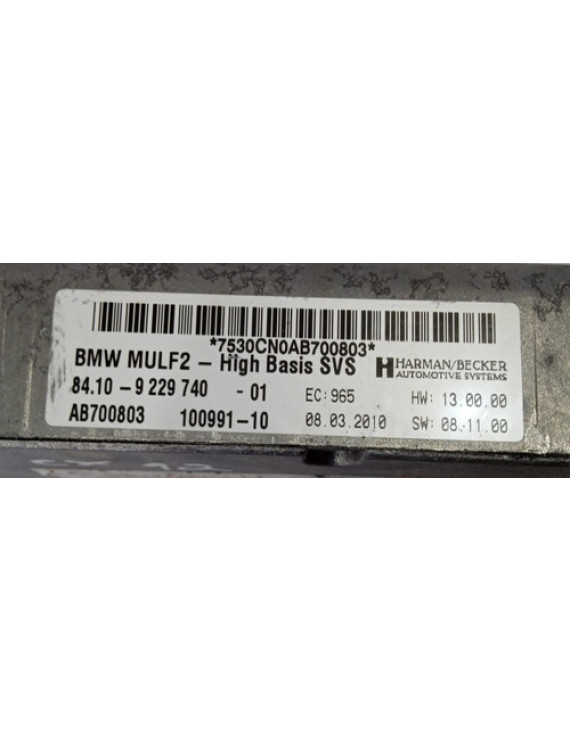 *7530CN0AB700803*
BMW MULF2 - High Basis SVS
HARMAN/BECKER
AUTOMOTIVE SYSTEMS
84.10 - 9 229 740 - 01 EC: 965 HW: 13.00.00
AB700803 100991-10 08.03.2010 SW: 08.11.00